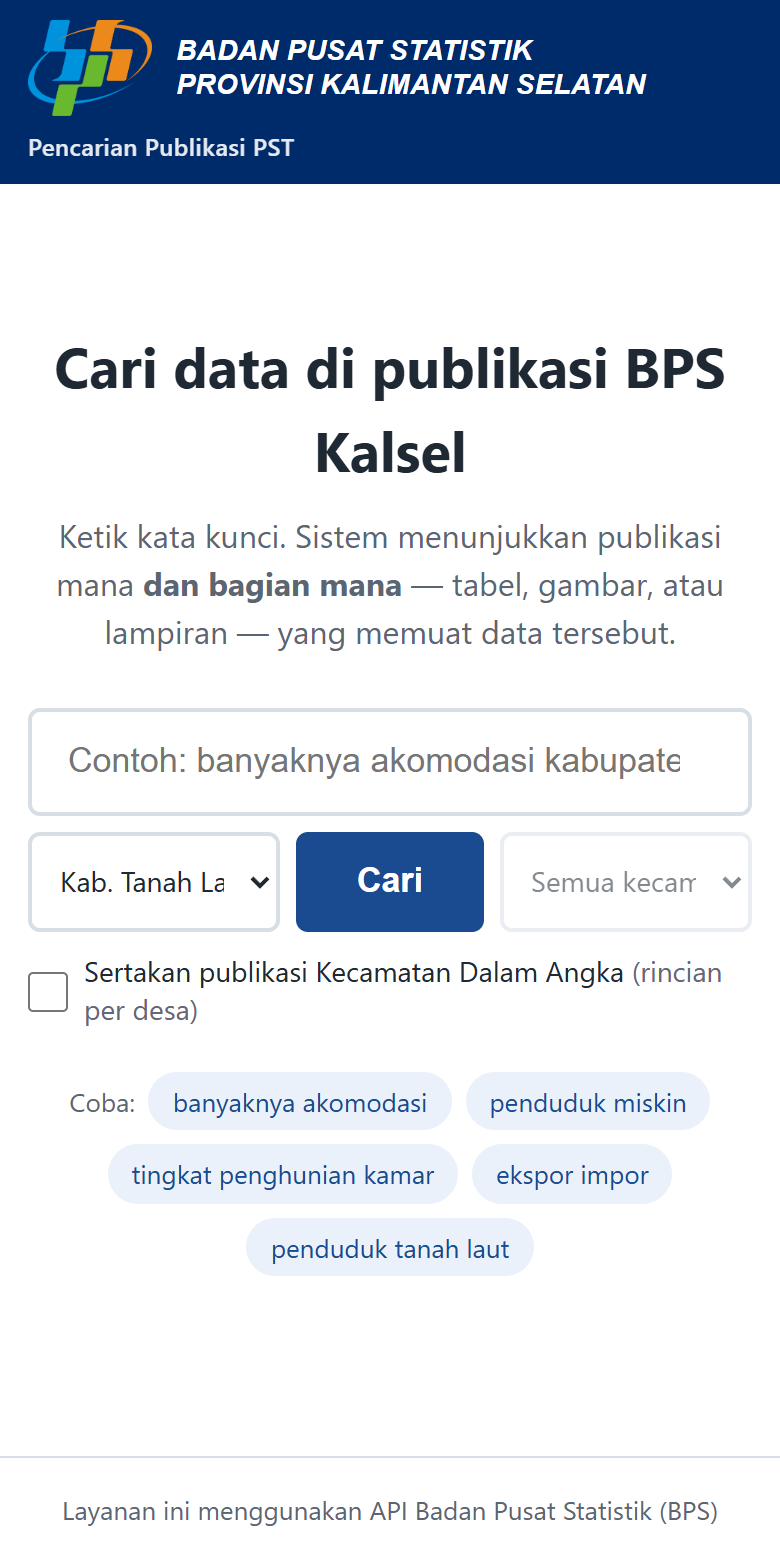 BADAN PUSAT STATISTIK
PROVINSI KALIMANTAN SELATAN
Pencarian Publikasi PST
Cari data di publikasi BPS
Kalsel
Ketik kata kunci. Sistem menunjukkan publikasi
mana dan bagian mana — tabel, gambar, atau
lampiran — yang memuat data tersebut.
Contoh: banyaknya akomodasi kabupate
Kab. Tanah La
Cari
Semua kecam
Sertakan publikasi Kecamatan Dalam Angka (rincian
per desa)
Coba: banyaknya akomodasi penduduk miskin
tingkat penghunian kamar ekspor impor
penduduk tanah laut
Layanan ini menggunakan API Badan Pusat Statistik (BPS)